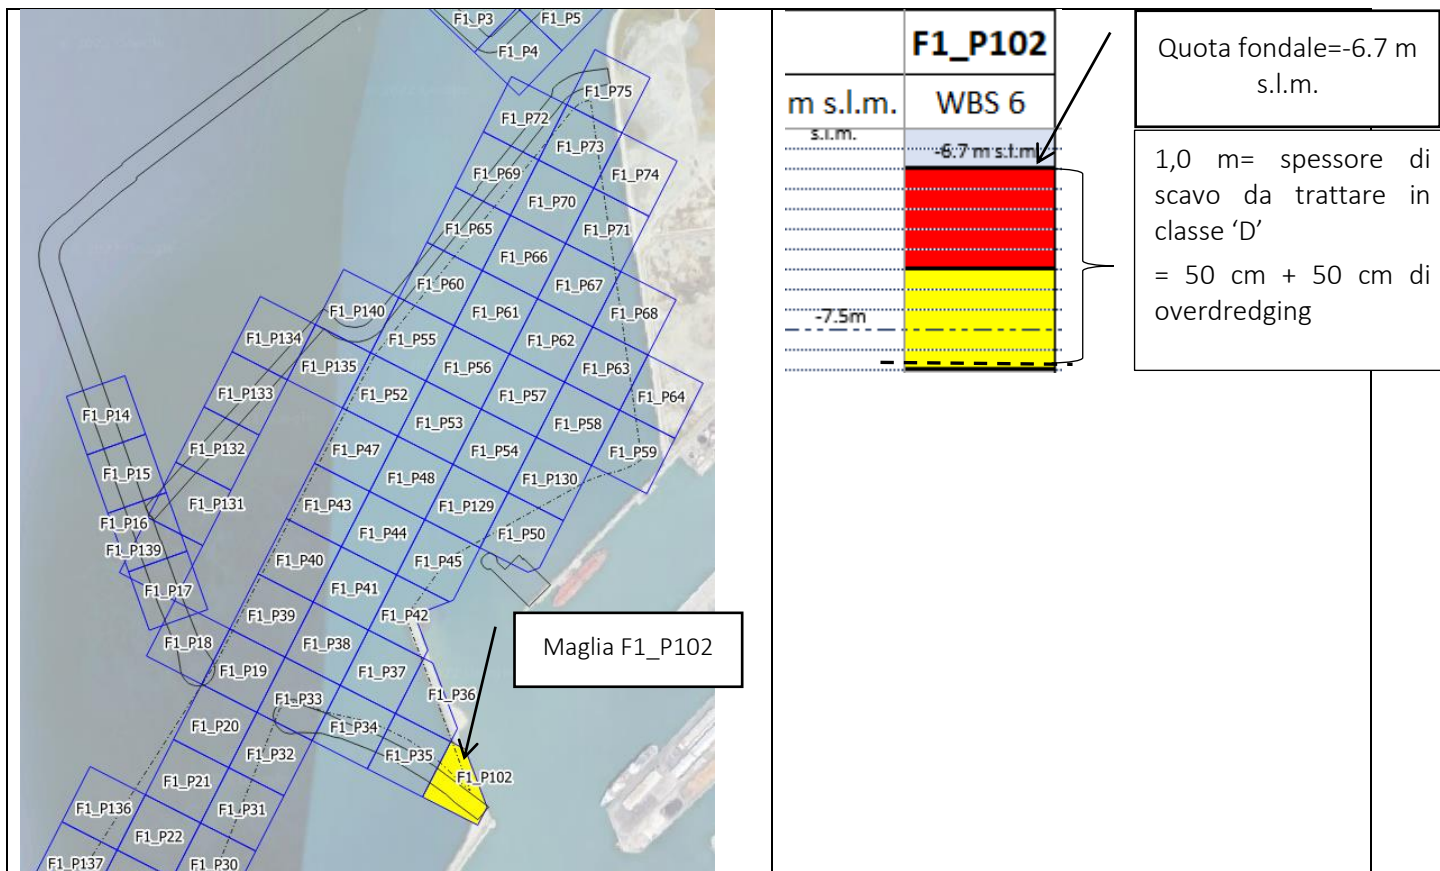 F1_P3
F1_P5
F1_P4
F1_P75
F1_P72
F1_P73
F1_P74
F1_P69
F1_P70
F1_P71
F1_P65
F1_P66
F1_P67
F1_P60
F1_P68
F1_P140
F1_P61
F1_P134
F1_P55
F1_P62
F1_P135
F1_P56
F1_P63
F1_P133
F1_P52
F1_P57
F1_P64
F1_P14
F1_P53
F1_P58
F1_P132
F1_P47
F1_P54
F1_P59
F1_P15
F1_P48
F1_P130
F1_P131
F1_P43
F1_P129
F1_P16
F1_P44
F1_P50
F1_P139
F1_P40
F1_P45
F1_P17
F1_P41
F1_P39
F1_P42
F1_P18
F1_P38
F1_P19
F1_P37
F1_P36
F1_P33
F1_P20
F1_P34
F1_P32
F1_P35
F1_P21
F1_P102
F1_P136
F1_P31
F1_P22
F1_P137
F1_P30
Maglia F1_P102
F1_P102
m s.l.m.
WBS 6
s.l.m.
-6.7 m s.l.m.
-7.5m
Quota fondale=-6.7 m
s.l.m.
1,0 m= spessore di
scavo da trattare in
classe ‘D’
= 50 cm + 50 cm di
overdredging